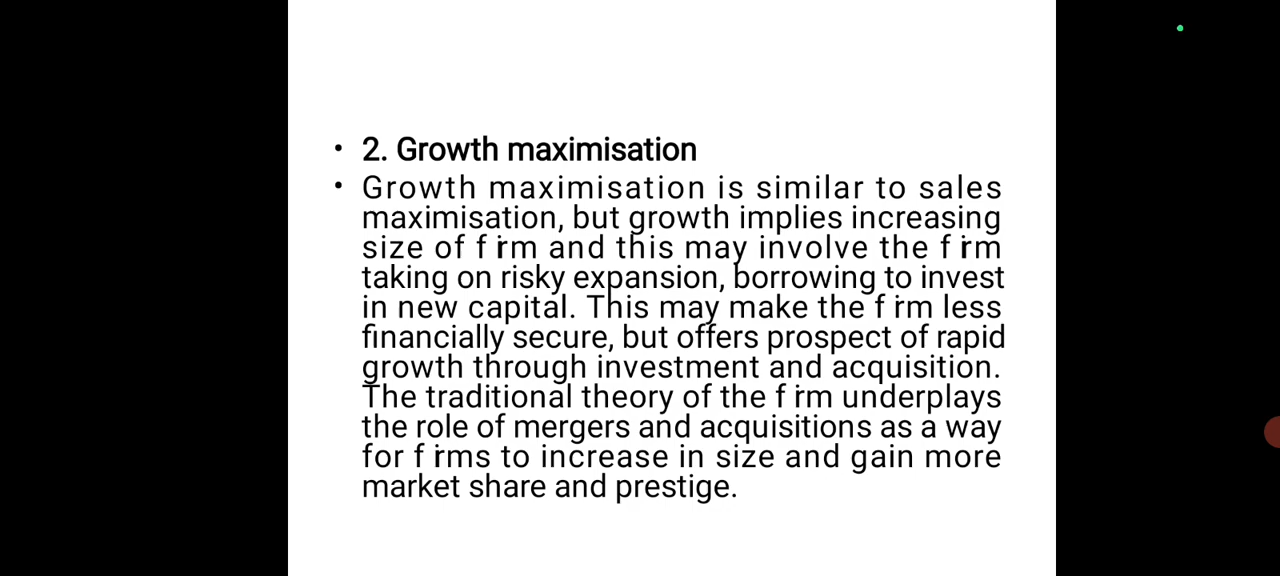 • 2. Growth maximisation
• Growth maximisation is similar to sales
maximisation, but growth implies increasing
size of firm and this may involve the firm
taking on risky expansion, borrowing to invest
in new capital. This may make the firm less
financially secure, but offers prospect of rapid
growth through investment and acquisition.
The traditional theory of the firm underplays
the role of mergers and acquisitions as a way
for firms to increase in size and gain more
market share and prestige.